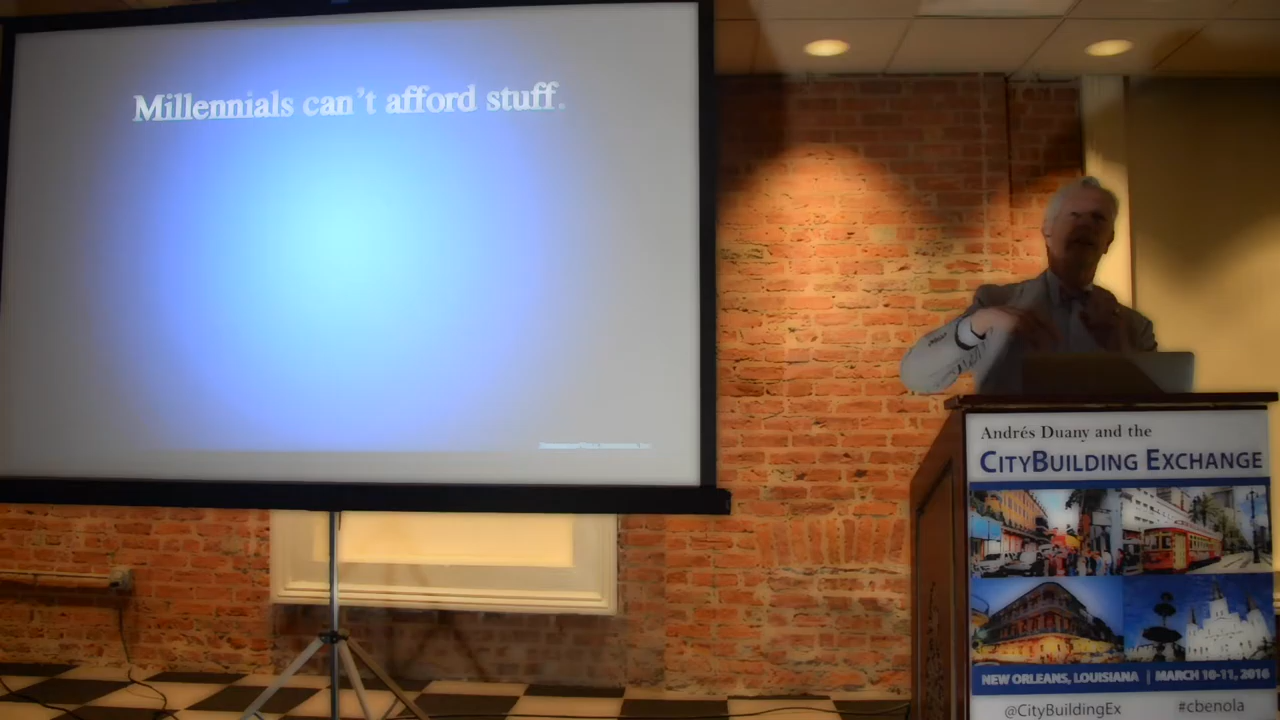 Millennials can't afford stuff.
Andrés Duany and the
CITYBUILDING EXCHANGE
NEW ORLEANS, LOUISIANA | MARCH 10-11, 2016
@CityBuildingEx #cbenola